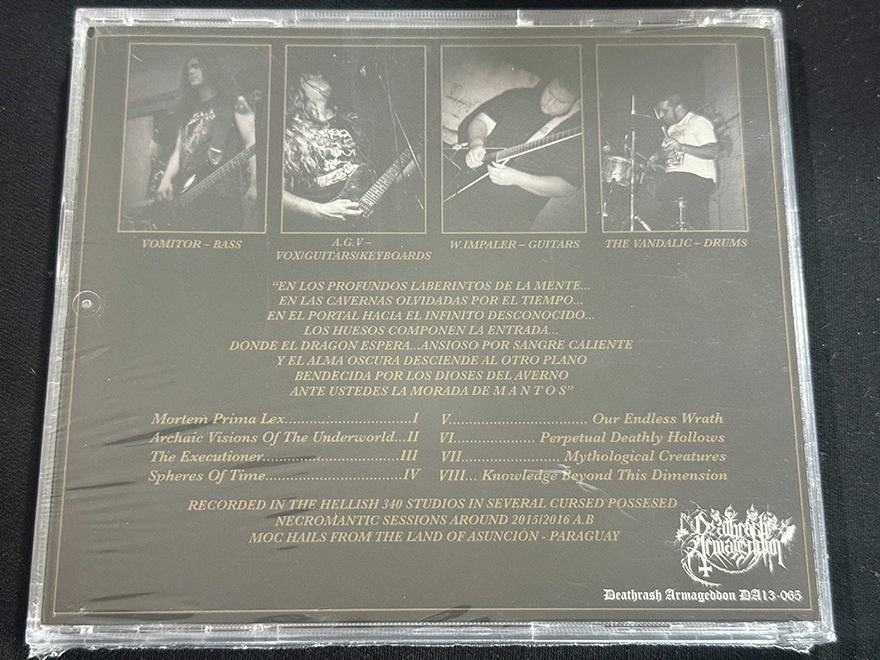 VOMITOR – BASS
A.G.V –
VOX/GUITARS/KEYBOARDS
W.IMPALER – GUITARS
THE VANDALIC – DRUMS
“EN LOS PROFUNDOS LABERINTOS DE LA MENTE...
EN LAS CAVERNAS OLVIDADAS POR EL TIEMPO...
EN EL PORTAL HACIA EL INFINITO DESCONOCIDO...
LOS HUESOS COMPONEN LA ENTRADA...
DONDE EL DRAGON ESPERA...ANSIOSO POR SANGRE CALIENTE
Y EL ALMA OSCURA DESCIENDE AL OTRO PLANO
BENDECIDA POR LOS DIOSES DEL AVERNO
ANTE USTEDES LA MORADA DE M A N T O S”
Mortem Prima Lex..............................I
Archaic Visions Of The Underworld...II
The Executioner................................III
Spheres Of Time................................IV
V................................ Our Endless Wrath
VI..................... Perpetual Deathly Hollows
VII......................... Mythological Creatures
VIII... Knowledge Beyond This Dimension
RECORDED IN THE HELLISH 340 STUDIOS IN SEVERAL CURSED POSSESED
NECROMANTIC SESSIONS AROUND 2015/2016 A.B
MOC HAILS FROM THE LAND OF ASUNCIÓN - PARAGUAY
Deathrash
Armageddon
Deathrash Armageddon DA13-065